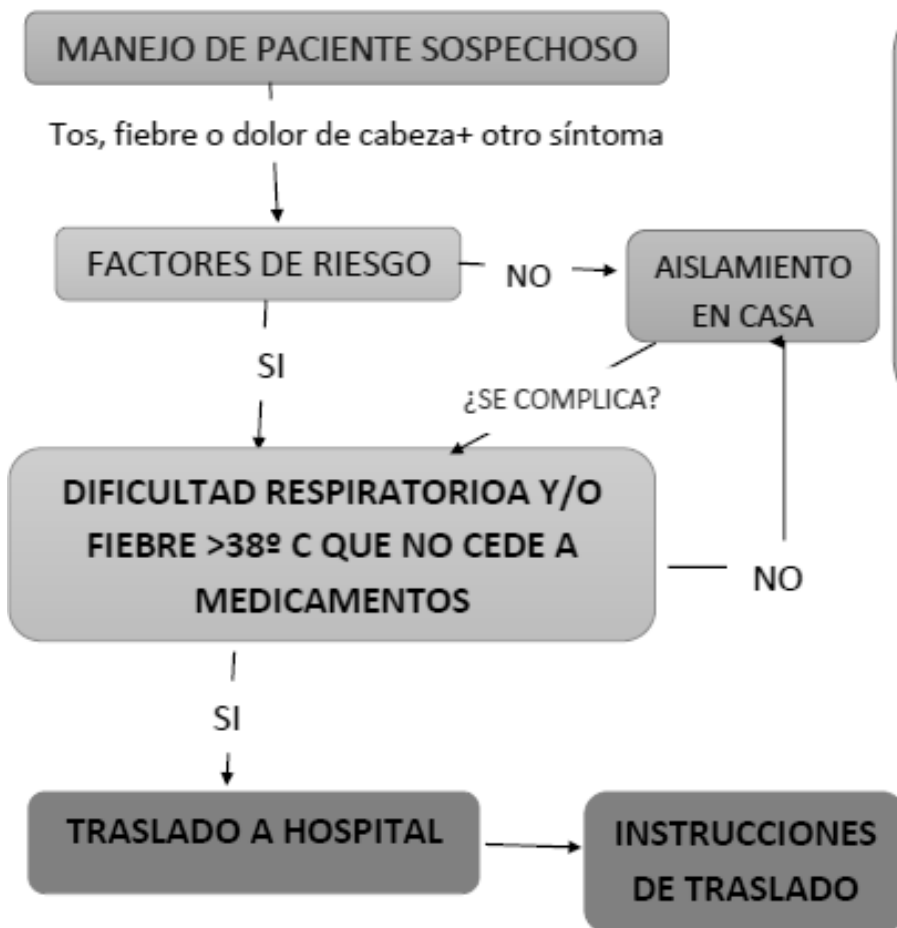 MANEJO DE PACIENTE SOSPECHOSO
Tos, fiebre o dolor de cabeza+ otro síntoma
FACTORES DE RIESGO
NO
AISLAMIENTO
EN CASA
SI
¿SE COMPLICA?
DIFICULTAD RESPIRATORIOA Y/O
FIEBRE >38º C QUE NO CEDE A
MEDICAMENTOS
NO
SI
TRASLADO A HOSPITAL
INSTRUCCIONES
DE TRASLADO